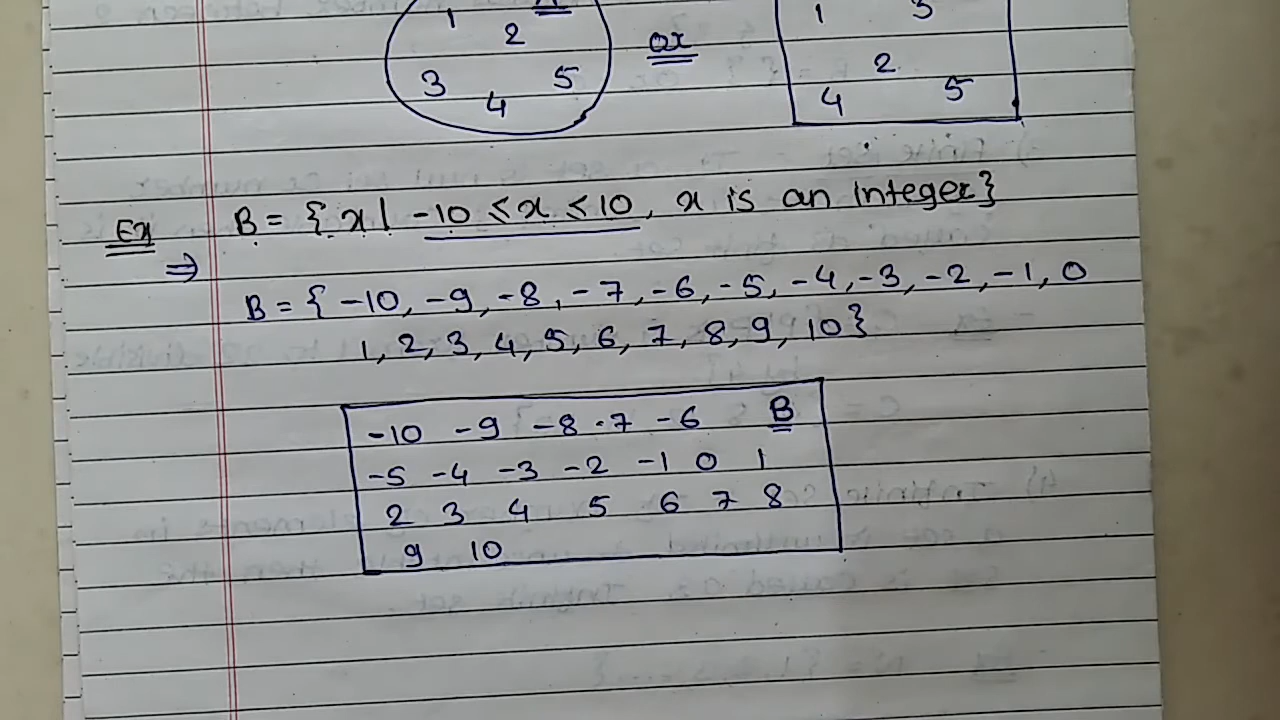 1 2
3 4 5
or
1 3
2
4 5
Ex
B = { x | -10 ≤ x ≤ 10, x is an Integer}
⇒
B = { -10, -9, -8, -7, -6, -5, -4, -3, -2, -1, 0
1, 2, 3, 4, 5, 6, 7, 8, 9, 10}
-10 -9 -8 -7 -6 B
-5 -4 -3 -2 -1 0 1
2 3 4 5 6 7 8
9 10